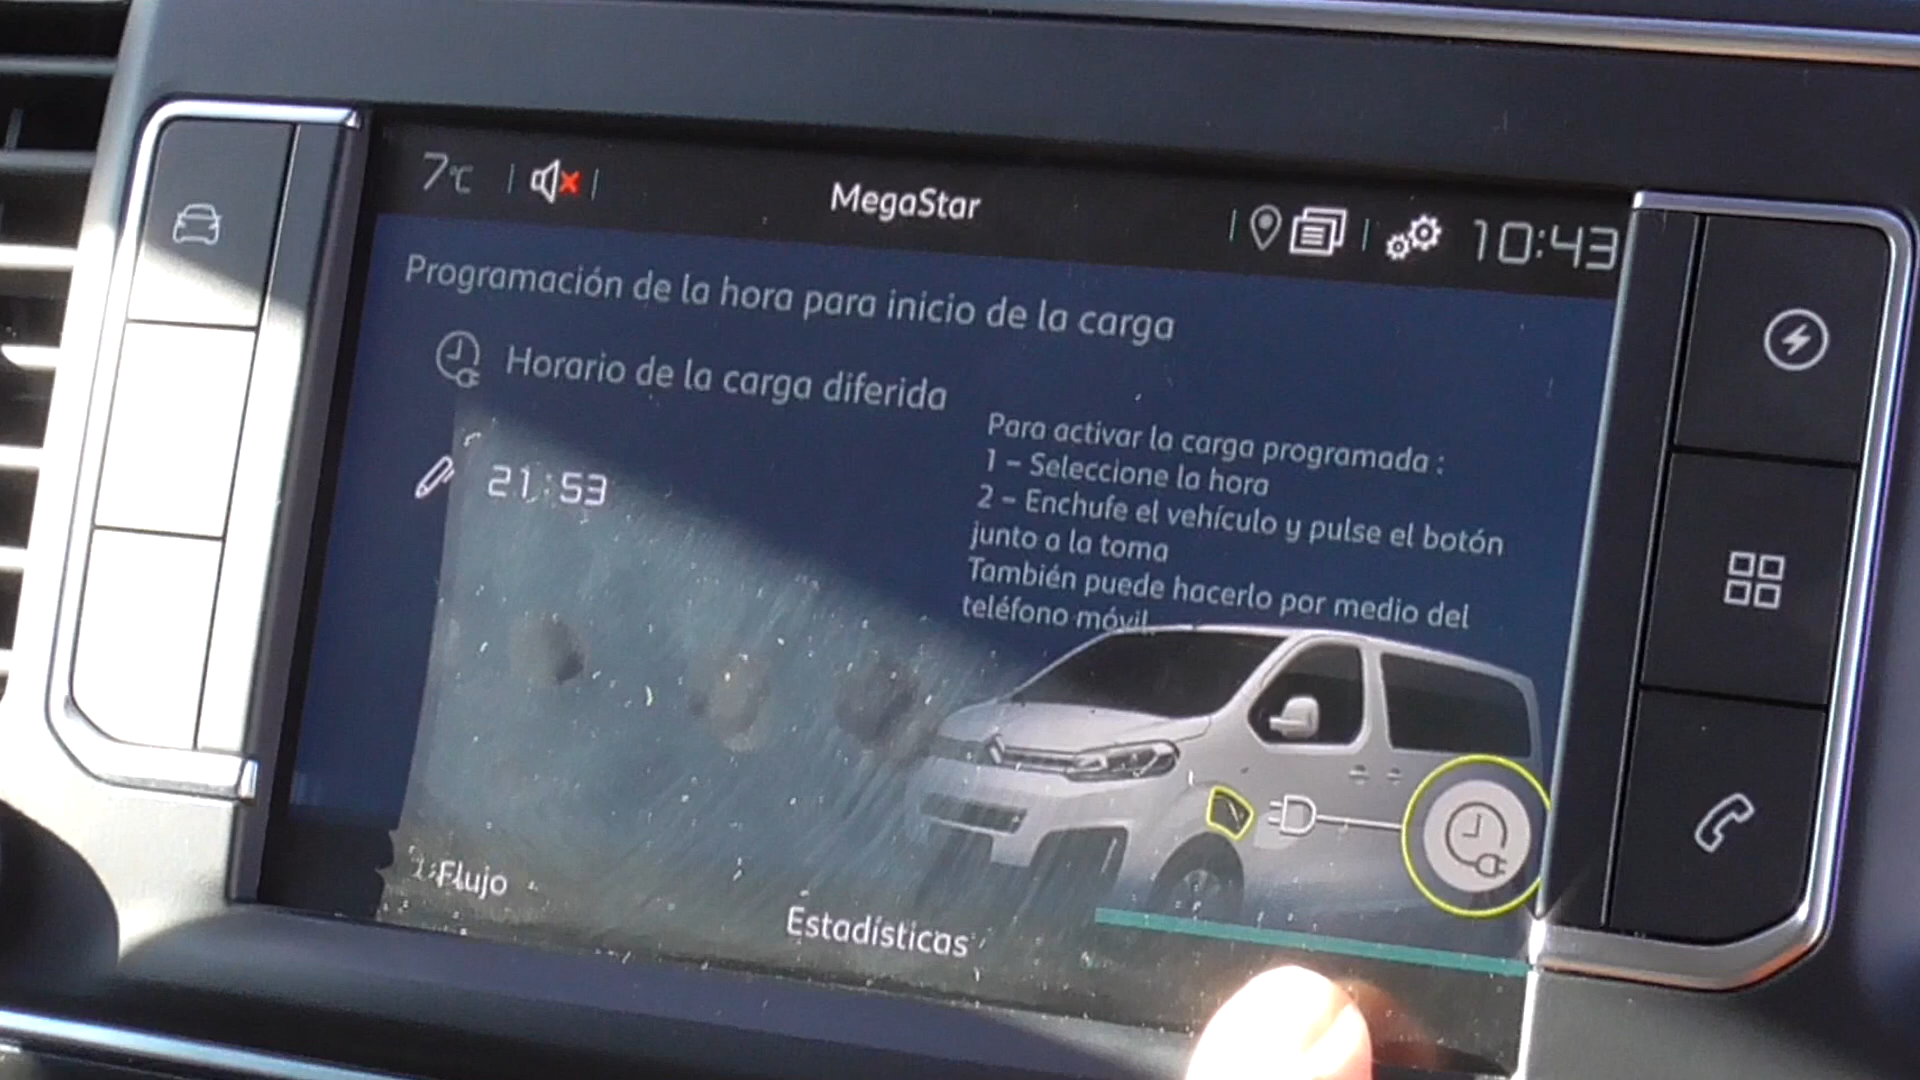 7°C
MegaStar
10:43
Programación de la hora para inicio de la carga
Horario de la carga diferida
21:53
Para activar la carga programada :
1 - Seleccione la hora
2 - Enchufe el vehículo y pulse el botón
junto a la toma
También puede hacerlo por medio del
teléfono móvil.
Flujo
Estadísticas